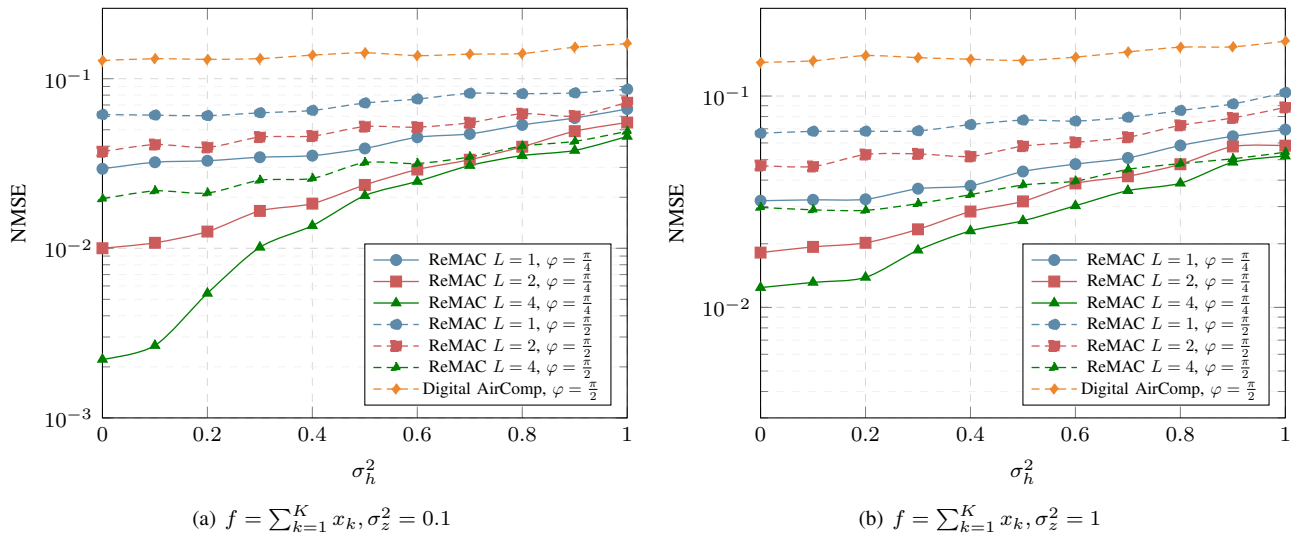 NMSE
10⁻¹
10⁻²
10⁻³
0 0.2 0.4 0.6 0.8 1
σ_h^2
ReMAC L = 1, φ = π/4
ReMAC L = 2, φ = π/4
ReMAC L = 4, φ = π/4
ReMAC L = 1, φ = π/2
ReMAC L = 2, φ = π/2
ReMAC L = 4, φ = π/2
Digital AirComp, φ = π/2
(a) f = ∑_{k=1}^{K} x_k, σ_z^2 = 0.1
NMSE
10⁻¹
10⁻²
0 0.2 0.4 0.6 0.8 1
σ_h^2
ReMAC L = 1, φ = π/4
ReMAC L = 2, φ = π/4
ReMAC L = 4, φ = π/4
ReMAC L = 1, φ = π/2
ReMAC L = 2, φ = π/2
ReMAC L = 4, φ = π/2
Digital AirComp, φ = π/2
(b) f = ∑_{k=1}^{K} x_k, σ_z^2 = 1